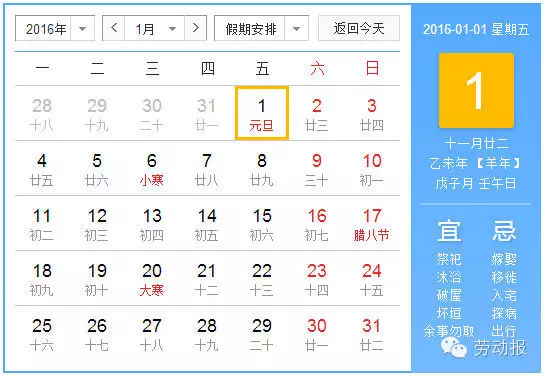 2016年 1月 假期安排 返回今天
一 二 三 四 五 六 日
28 29 30 31 1 2 3
十八 十九 二十 廿一 元旦 廿三 廿四
4 5 6 7 8 9 10
廿五 廿六 小寒 廿八 廿九 三十 初一
11 12 13 14 15 16 17
初二 初三 初四 初五 初六 初七 腊八节
18 19 20 21 22 23 24
初九 初十 大寒 十二 十三 十四 十五
25 26 27 28 29 30 31
十六 十七 十八 十九 二十 廿一 廿二
2016-01-01 星期五
1
十一月廿二
乙未年 【羊年】
戊子月 壬午日
宜 忌
祭祀 嫁娶
沐浴 移徙
破屋 入宅
坏垣 探病
余事勿取 出行
劳动报